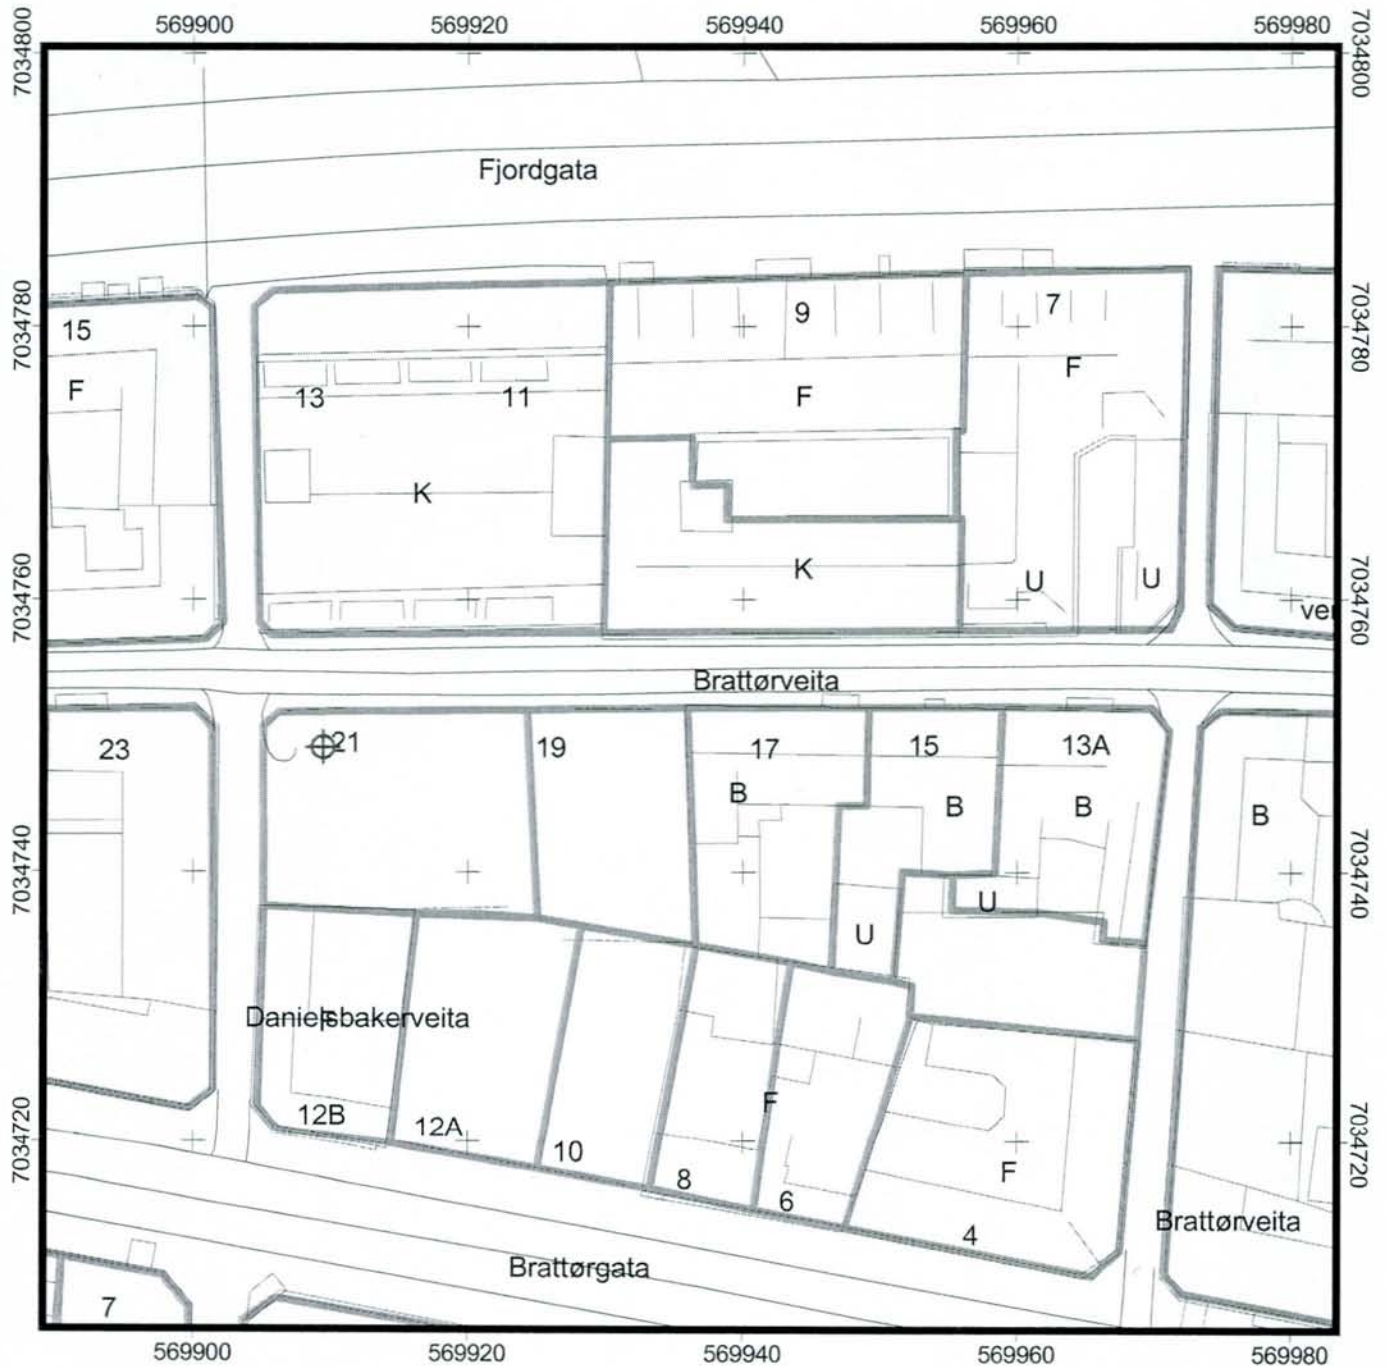 569900 569920 569940 569960 569980
7034800 7034800
Fjordgata
7034780 7034780
15 9 7
F 13 11 F F
K
K U U
7034760 7034760
ver
Brattørveita
23 21 19 17 15 13A
B B B B
7034740 7034740
U U
Danielsbakerveita
F
7034720 7034720
12B 12A 10 8 6 4
F F
Brattørveita
Brattørgata
7
569900 569920 569940 569960 569980